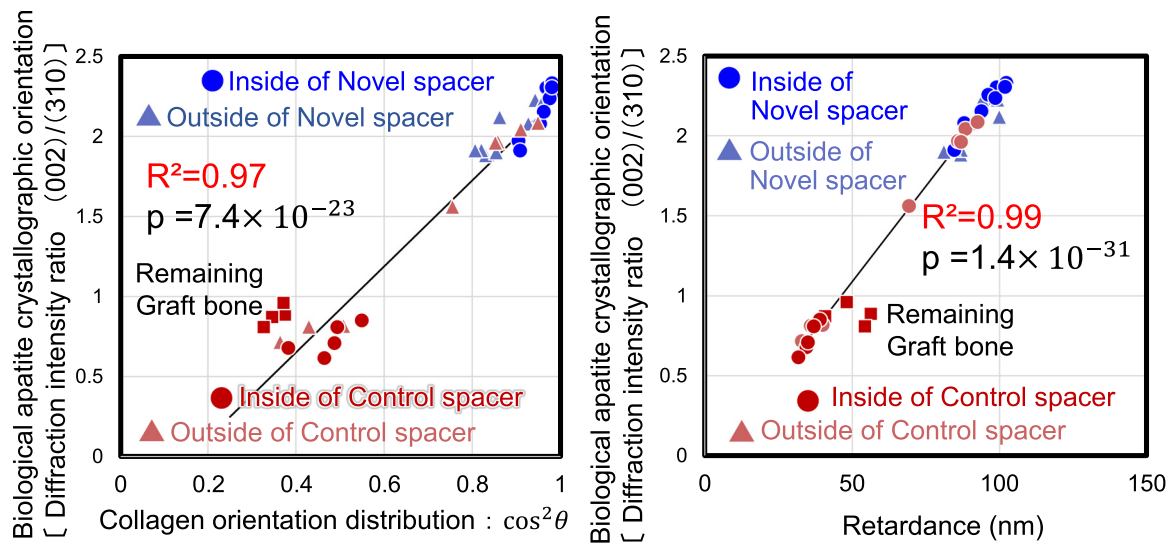 Biological apatite crystallographic orientation
[ Diffraction intensity ratio (002)/(310) ]
2.5
2
1.5
1
0.5
0
Inside of Novel spacer
Outside of Novel spacer
R²=0.97
p =7.4× 10⁻²³
Remaining
Graft bone
Inside of Control spacer
Outside of Control spacer
0
0.2
0.4
0.6
0.8
1
Collagen orientation distribution : cos²θ
Biological apatite crystallographic orientation
[ Diffraction intensity ratio (002)/(310) ]
2.5
2
1.5
1
0.5
0
Inside of
Novel spacer
Outside of
Novel spacer
R²=0.99
p =1.4× 10⁻³¹
Remaining
Graft bone
Inside of Control spacer
Outside of Control spacer
0
50
100
150
Retardance (nm)